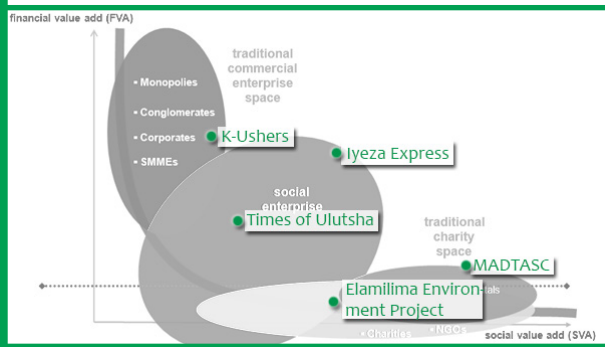 financial value add (FVA)
traditional
commercial
enterprise
space
• Monopolies
• Conglomerates
• Corporates
• SMMEs
K-Ushers
Iyeza Express
social
enterprise
Times of Ulutsha
traditional
charity
space
MADTASC
Elamilima Environ-
ment Project
• Charities
• NGOs
social value add (SVA)